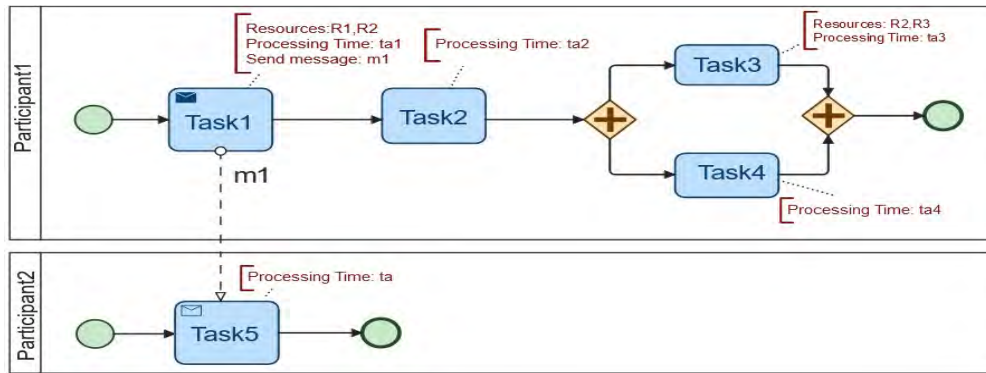 Participant1
Resources:R1,R2
Processing Time: ta1
Send message: m1
Processing Time: ta2
Resources: R2,R3
Processing Time: ta3
Task1
Task2
Task3
Task4
m1
Processing Time: ta4
Participant2
Processing Time: ta
Task5